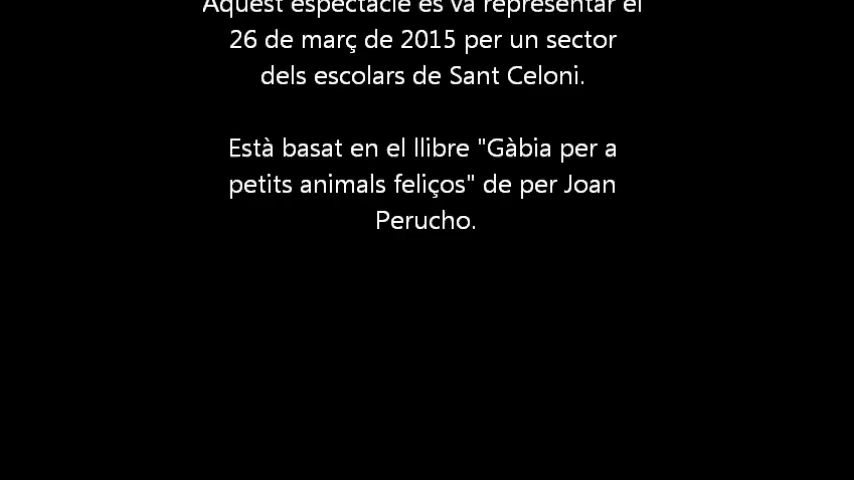 Aquest espectacle es va representar el
26 de març de 2015 per un sector
dels escolars de Sant Celoni.
Està basat en el llibre "Gàbia per a
petits animals feliços" de per Joan
Perucho.